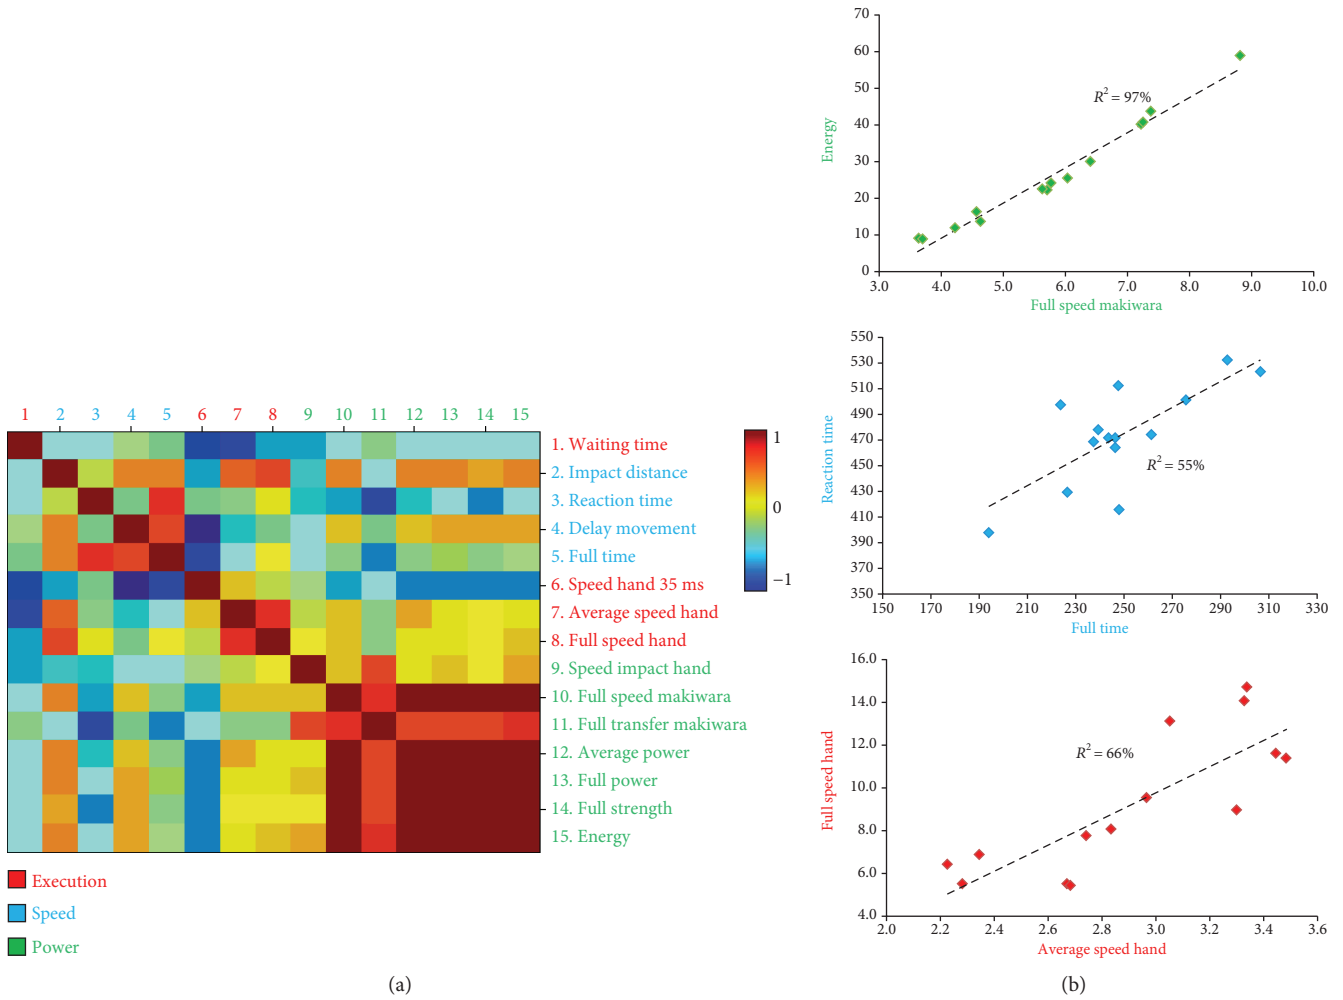 1 2 3 4 5 6 7 8 9 10 11 12 13 14 15
1. Waiting time
2. Impact distance
3. Reaction time
4. Delay movement
5. Full time
6. Speed hand 35 ms
7. Average speed hand
8. Full speed hand
9. Speed impact hand
10. Full speed makiwara
11. Full transfer makiwara
12. Average power
13. Full power
14. Full strength
15. Energy
1
0
−1
Execution
Speed
Power
(a)
70
60
50
40
30
20
10
0
Energy
R² = 97%
3.0 4.0 5.0 6.0 7.0 8.0 9.0 10.0
Full speed makiwara
550
530
510
490
470
450
430
410
390
370
350
Reaction time
R² = 55%
150 170 190 210 230 250 270 290 310 330
Full time
16.0
14.0
12.0
10.0
8.0
6.0
4.0
Full speed hand
R² = 66%
2.0 2.2 2.4 2.6 2.8 3.0 3.2 3.4 3.6
Average speed hand
(b)